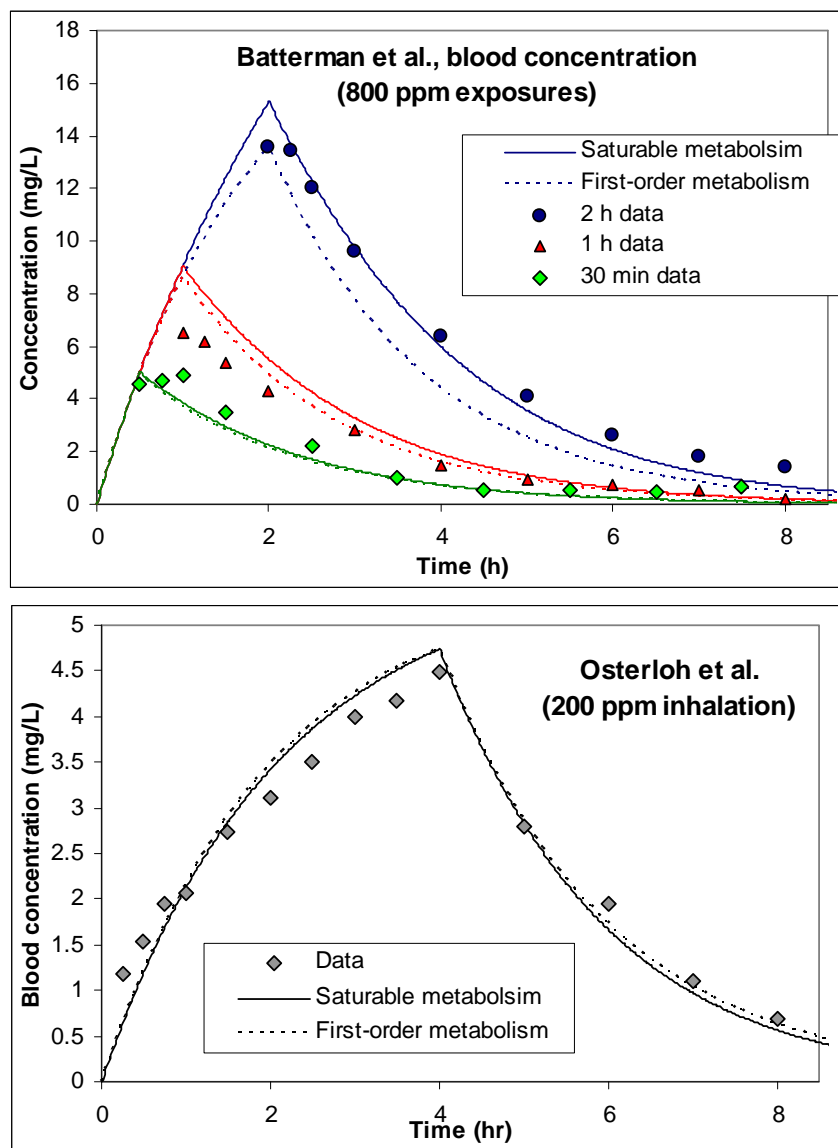 Batterman et al., blood concentration
(800 ppm exposures)
18
16
14
12
10
8
6
4
2
0
Conccentration (mg/L)
Saturable metabolsim
First-order metabolism
2 h data
1 h data
30 min data
0 2 4 6 8
Time (h)
Osterloh et al.
(200 ppm inhalation)
5
4.5
4
3.5
3
2.5
2
1.5
1
0.5
0
Blood concentration (mg/L)
Data
Saturable metabolsim
First-order metabolism
0 2 4 6 8
Time (hr)